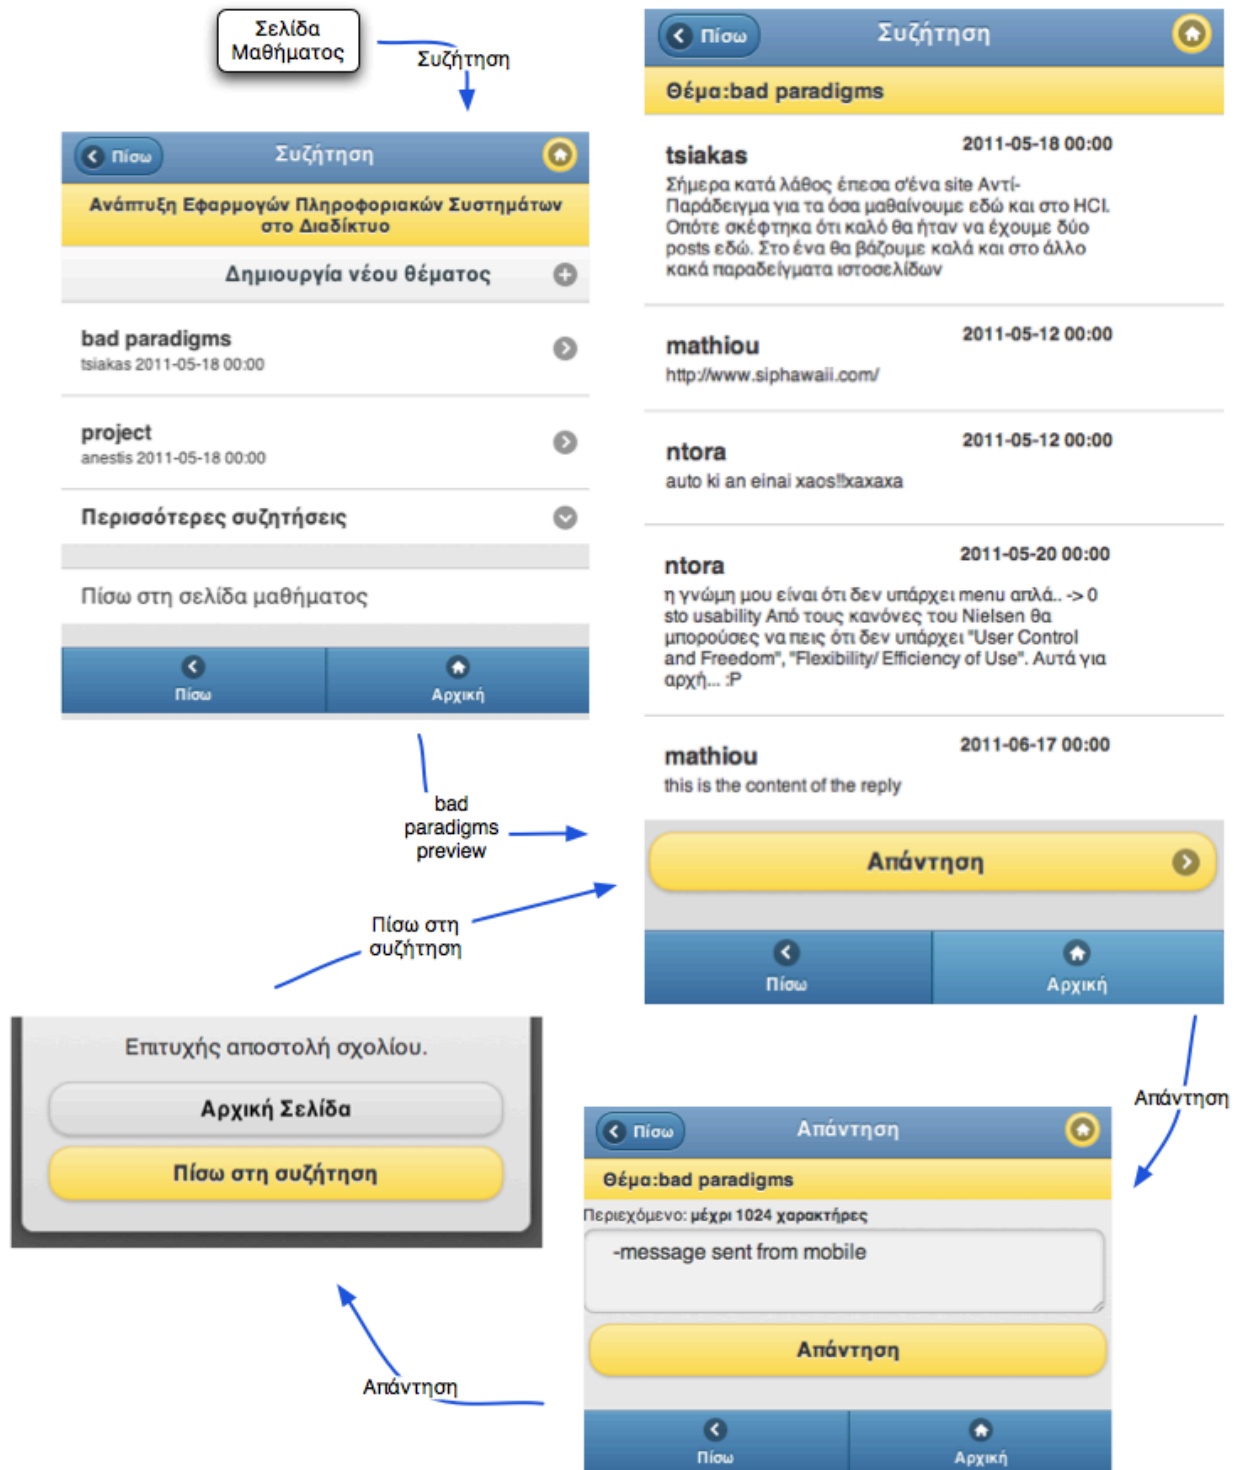 Σελίδα
Μαθήματος
Συζήτηση
Πίσω
Συζήτηση
Ανάπτυξη Εφαρμογών Πληροφοριακών Συστημάτων
στο Διαδίκτυο
Δημιουργία νέου θέματος
bad paradigms
tsiakas 2011-05-18 00:00
project
anestis 2011-05-18 00:00
Περισσότερες συζητήσεις
Πίσω στη σελίδα μαθήματος
Πίσω
Αρχική
bad
paradigms
preview
Πίσω
Συζήτηση
Θέμα:bad paradigms
tsiakas
2011-05-18 00:00
Σήμερα κατά λάθος έπεσα σ'ένα site Αντί-
Παράδειγμα για τα όσα μαθαίνουμε εδώ και στο HCI.
Οπότε σκέφτηκα ότι καλό θα ήταν να έχουμε δύο
posts εδώ. Στο ένα θα βάζουμε καλά και στο άλλο
κακά παραδείγματα ιστοσελίδων
mathiou
2011-05-12 00:00
http://www.siphawaii.com/
ntora
2011-05-12 00:00
auto ki an einai xaos!!xaxaxa
ntora
2011-05-20 00:00
η γνώμη μου είναι ότι δεν υπάρχει menu απλά.. -> 0
sto usability Από τους κανόνες του Nielsen θα
μπορούσες να πεις ότι δεν υπάρχει "User Control
and Freedom", "Flexibility/ Efficiency of Use". Αυτά για
αρχή... :P
mathiou
2011-06-17 00:00
this is the content of the reply
Απάντηση
Πίσω
Αρχική
Απάντηση
Πίσω
Απάντηση
Θέμα:bad paradigms
Περιεχόμενο: μέχρι 1024 χαρακτήρες
-message sent from mobile
Απάντηση
Πίσω
Αρχική
Απάντηση
Επιτυχής αποστολή σχολίου.
Αρχική Σελίδα
Πίσω στη συζήτηση
Πίσω στη
συζήτηση